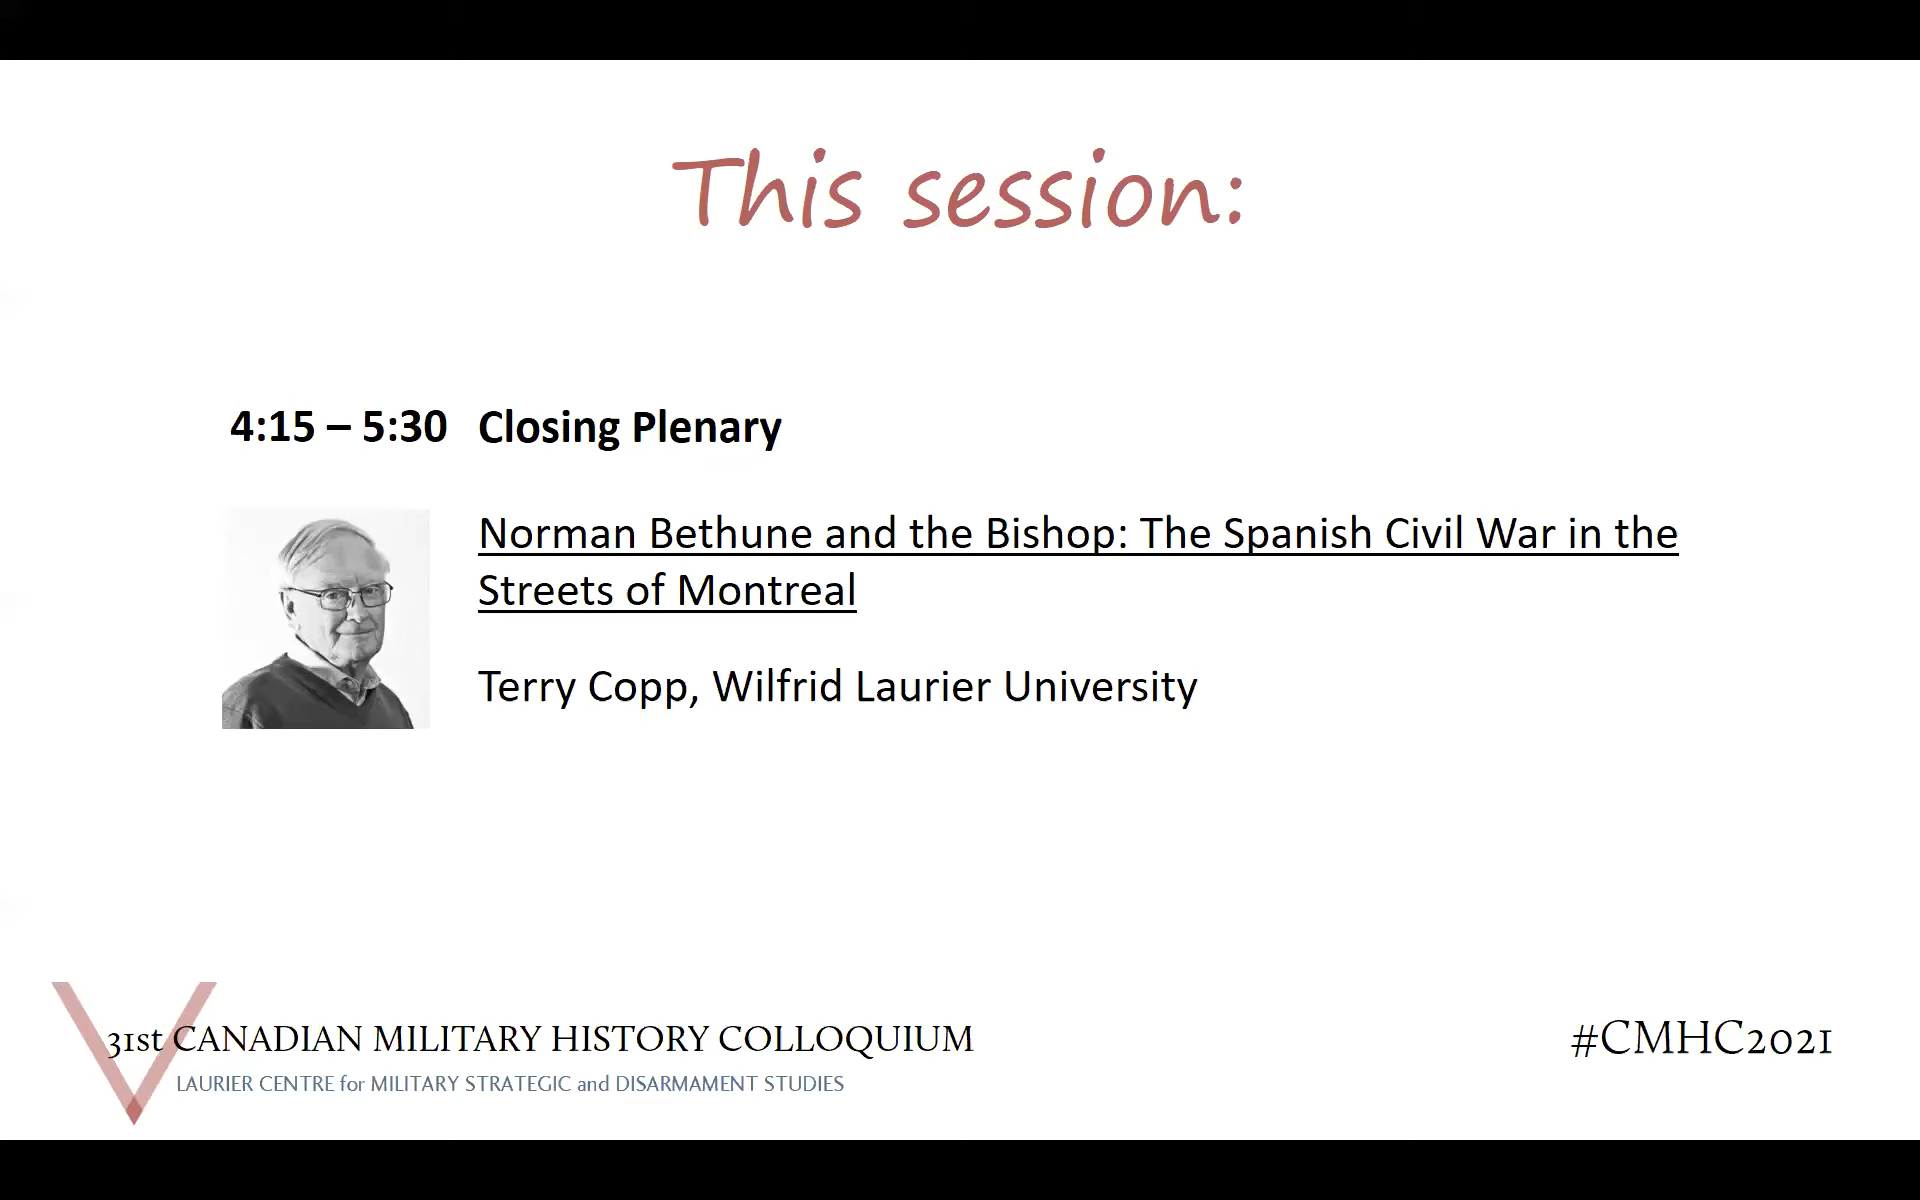 This session:
4:15 – 5:30 Closing Plenary
Norman Bethune and the Bishop: The Spanish Civil War in the
Streets of Montreal
Terry Copp, Wilfrid Laurier University
31st CANADIAN MILITARY HISTORY COLLOQUIUM
LAURIER CENTRE for MILITARY STRATEGIC and DISARMAMENT STUDIES
#CMHC2021